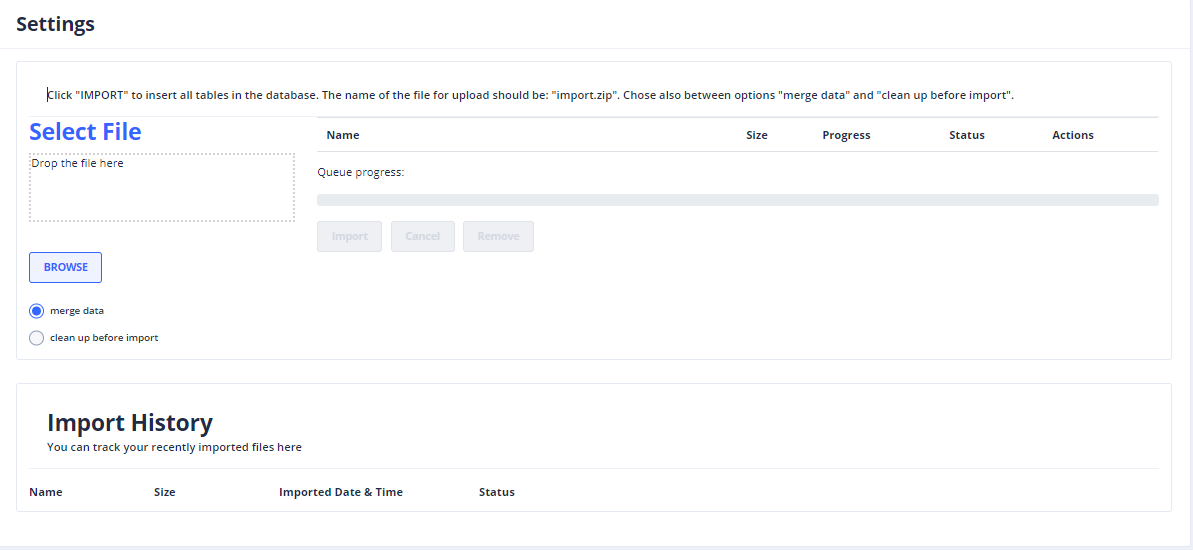 Settings
Click "IMPORT" to insert all tables in the database. The name of the file for upload should be: "import.zip". Chose also between options "merge data" and "clean up before import".
Select File
Drop the file here
Name Size Progress Status Actions
Queue progress:
Import Cancel Remove
BROWSE
merge data
clean up before import
Import History
You can track your recently imported files here
Name Size Imported Date & Time Status